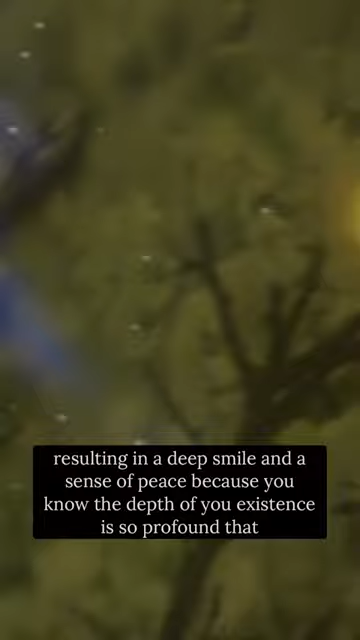 resulting in a deep smile and a
sense of peace because you
know the depth of you existence
is so profound that